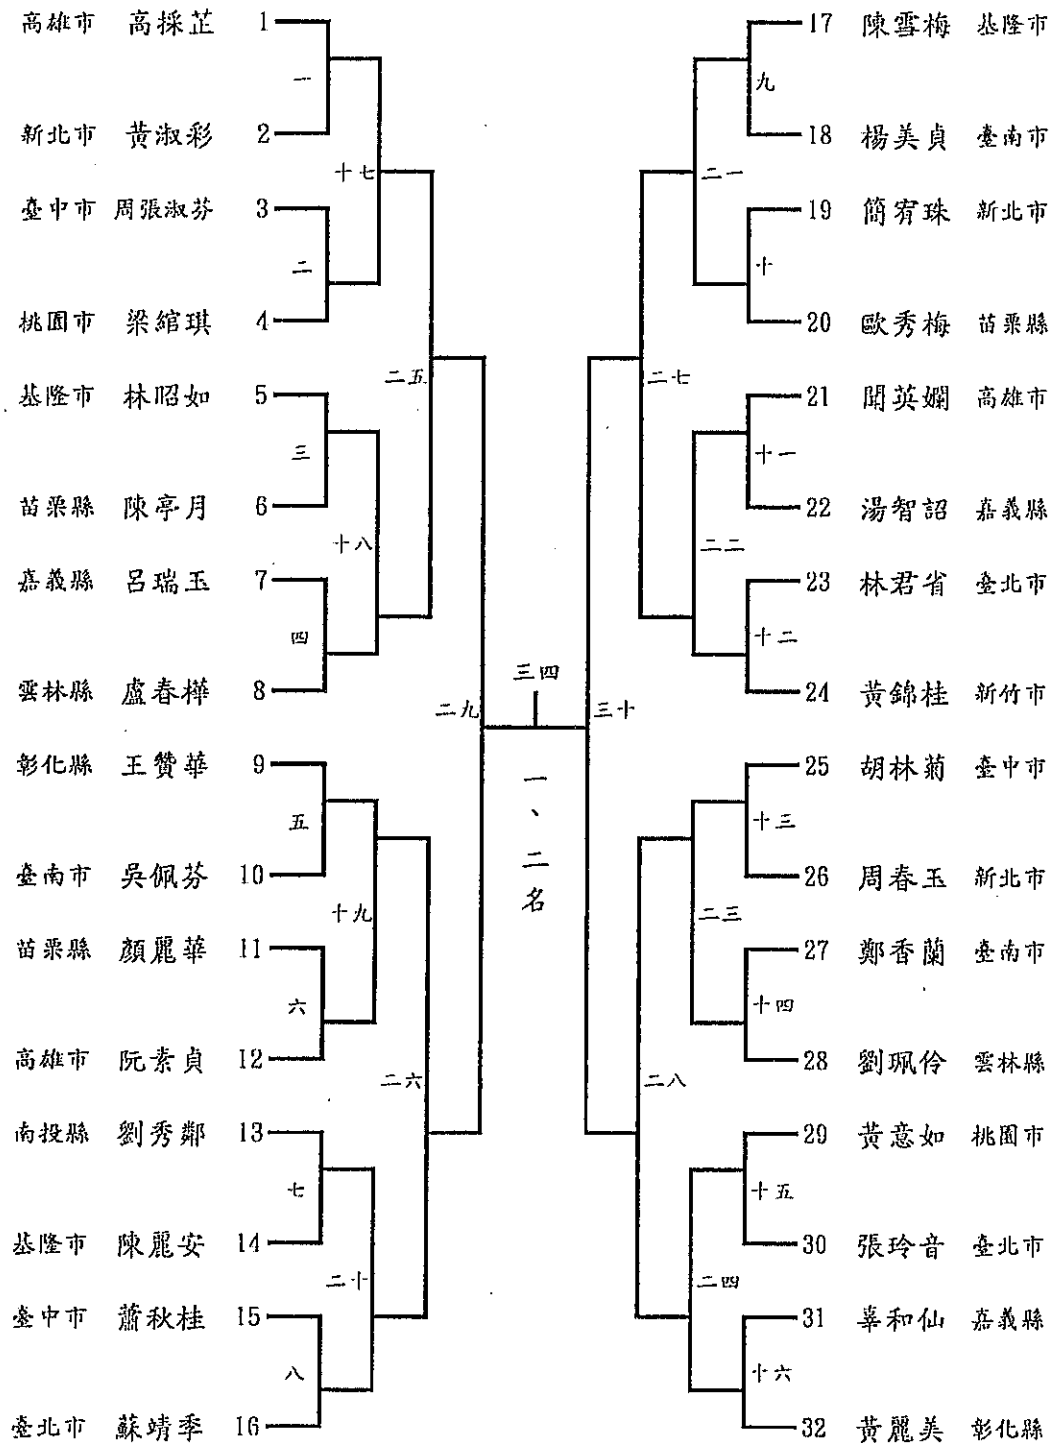 高雄市 高採芷 1
一
新北市 黃淑彩 2
十七
臺中市 周張淑芬 3
二
桃園市 梁綰琪 4
二五
基隆市 林昭如 5
三
苗栗縣 陳亭月 6
十八
嘉義縣 呂瑞玉 7
四
雲林縣 盧春樺 8
二九
彰化縣 王贊華 9
五
臺南市 吳佩芬 10
十九
苗栗縣 顏麗華 11
六
高雄市 阮素貞 12
二六
南投縣 劉秀鄰 13
七
基隆市 陳麗安 14
二十
臺中市 蕭秋桂 15
八
臺北市 蘇靖季 16
三四
一、二名
17 陳雪梅 基隆市
九
18 楊美貞 臺南市
二一
19 簡宥珠 新北市
十
20 歐秀梅 苗栗縣
二七
21 聞英嫻 高雄市
十一
22 湯智詔 嘉義縣
二二
23 林君省 臺北市
十二
24 黃錦桂 新竹市
三十
25 胡林菊 臺中市
十三
26 周春玉 新北市
二三
27 鄭香蘭 臺南市
十四
28 劉珮伶 雲林縣
二八
29 黃意如 桃園市
十五
30 張玲音 臺北市
二四
31 辜和仙 嘉義縣
十六
32 黃麗美 彰化縣